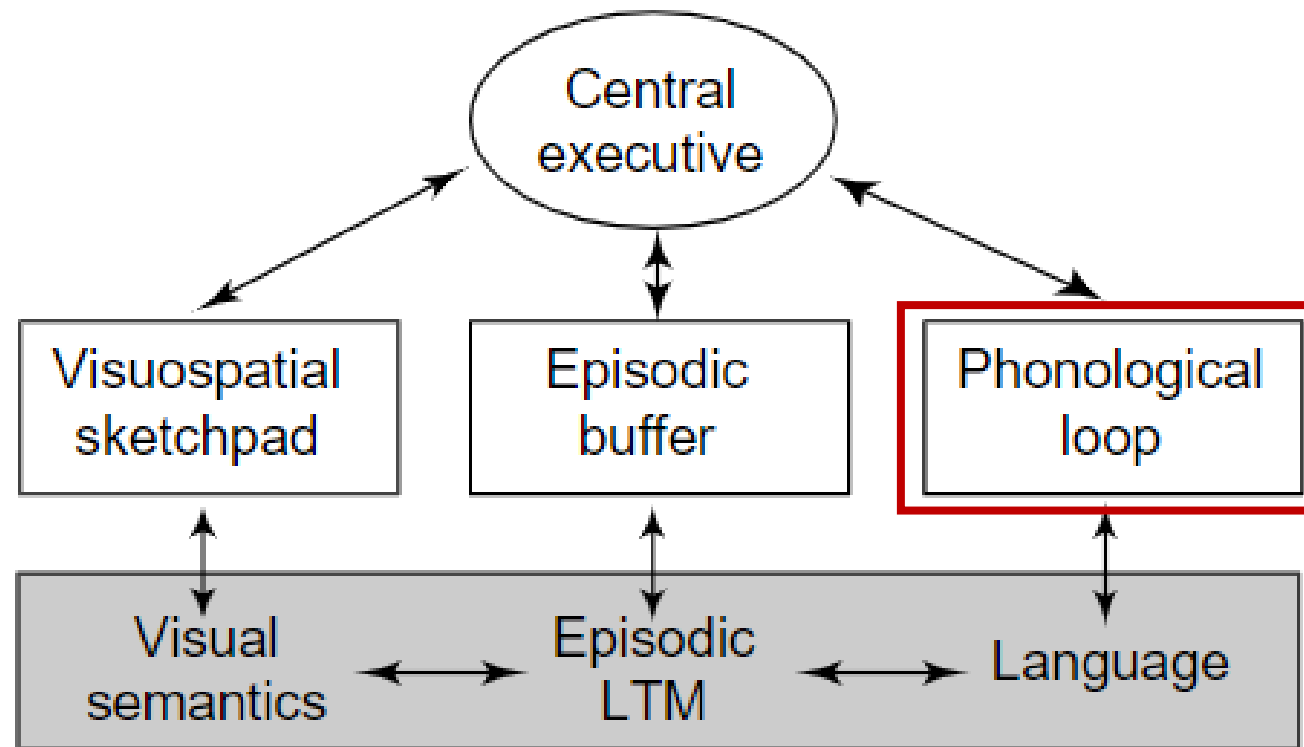 Central
executive
Visuospatial
sketchpad
Episodic
buffer
Phonological
loop
Visual
semantics
Episodic
LTM
Language